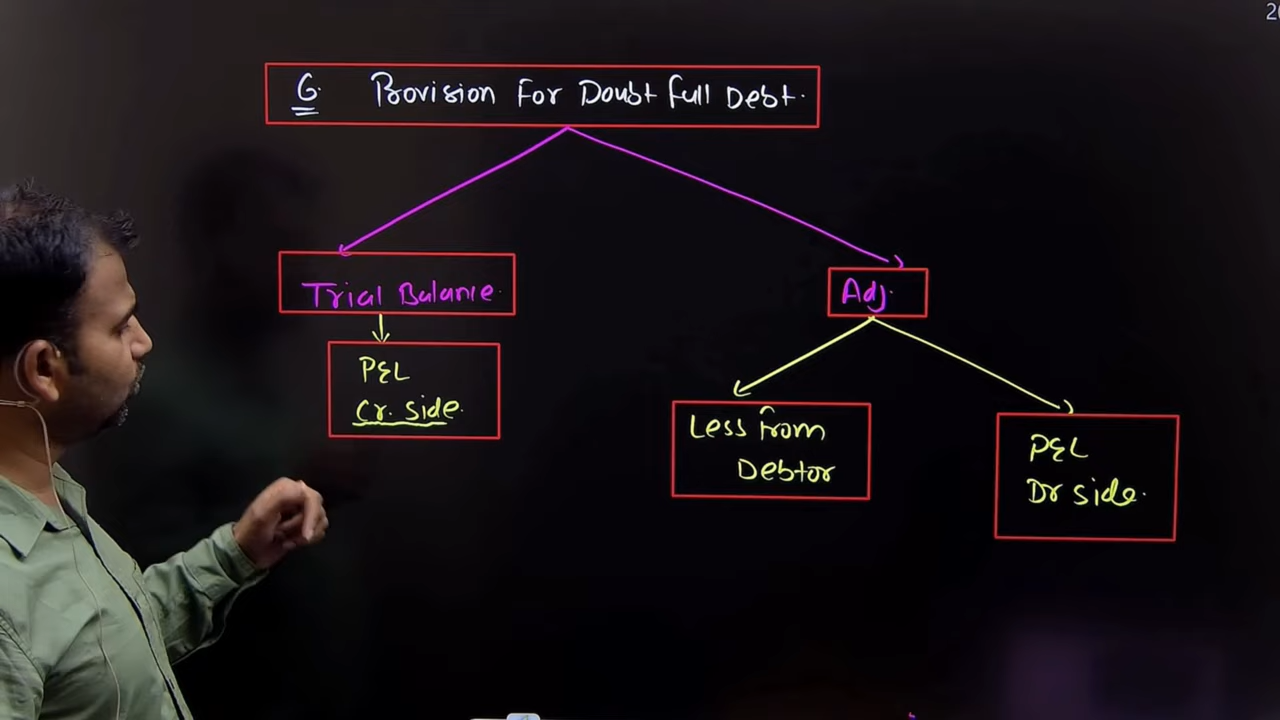 6. Provision For Doubt full Debt.
Trial Balance.
Adj.
P&L
Cr. side.
Less from
Debtor
P&L
Dr side.